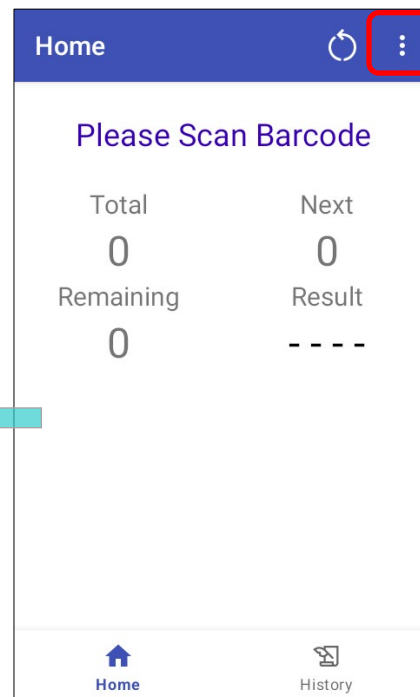 Home
Please Scan Barcode
Total Next
0 0
Remaining Result
0 ----
Home History